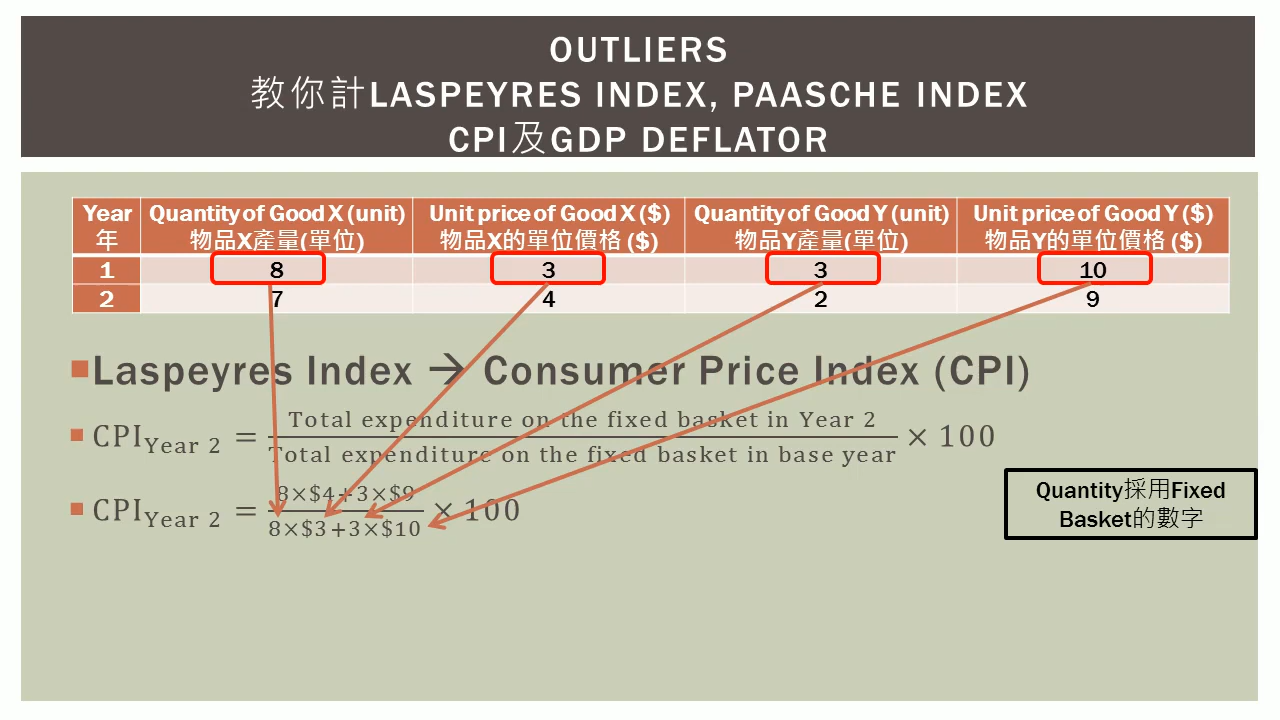 OUTLIERS
教你計LASPEYRES INDEX, PAASCHE INDEX
CPI及GDP DEFLATOR
Year Quantity of Good X (unit) Unit price of Good X ($) Quantity of Good Y (unit) Unit price of Good Y ($)
年 物品X產量(單位) 物品X的單位價格 ($) 物品Y產量(單位) 物品Y的單位價格 ($)
1 8 3 3 10
2 7 4 2 9
Laspeyres Index → Consumer Price Index (CPI)
Total expenditure on the fixed basket in Year 2
CPI Year 2 = × 100
Total expenditure on the fixed basket in base year
8×$4+3×$9
CPI Year 2 = × 100
8×$3+3×$10
Quantity採用Fixed
Basket的數字